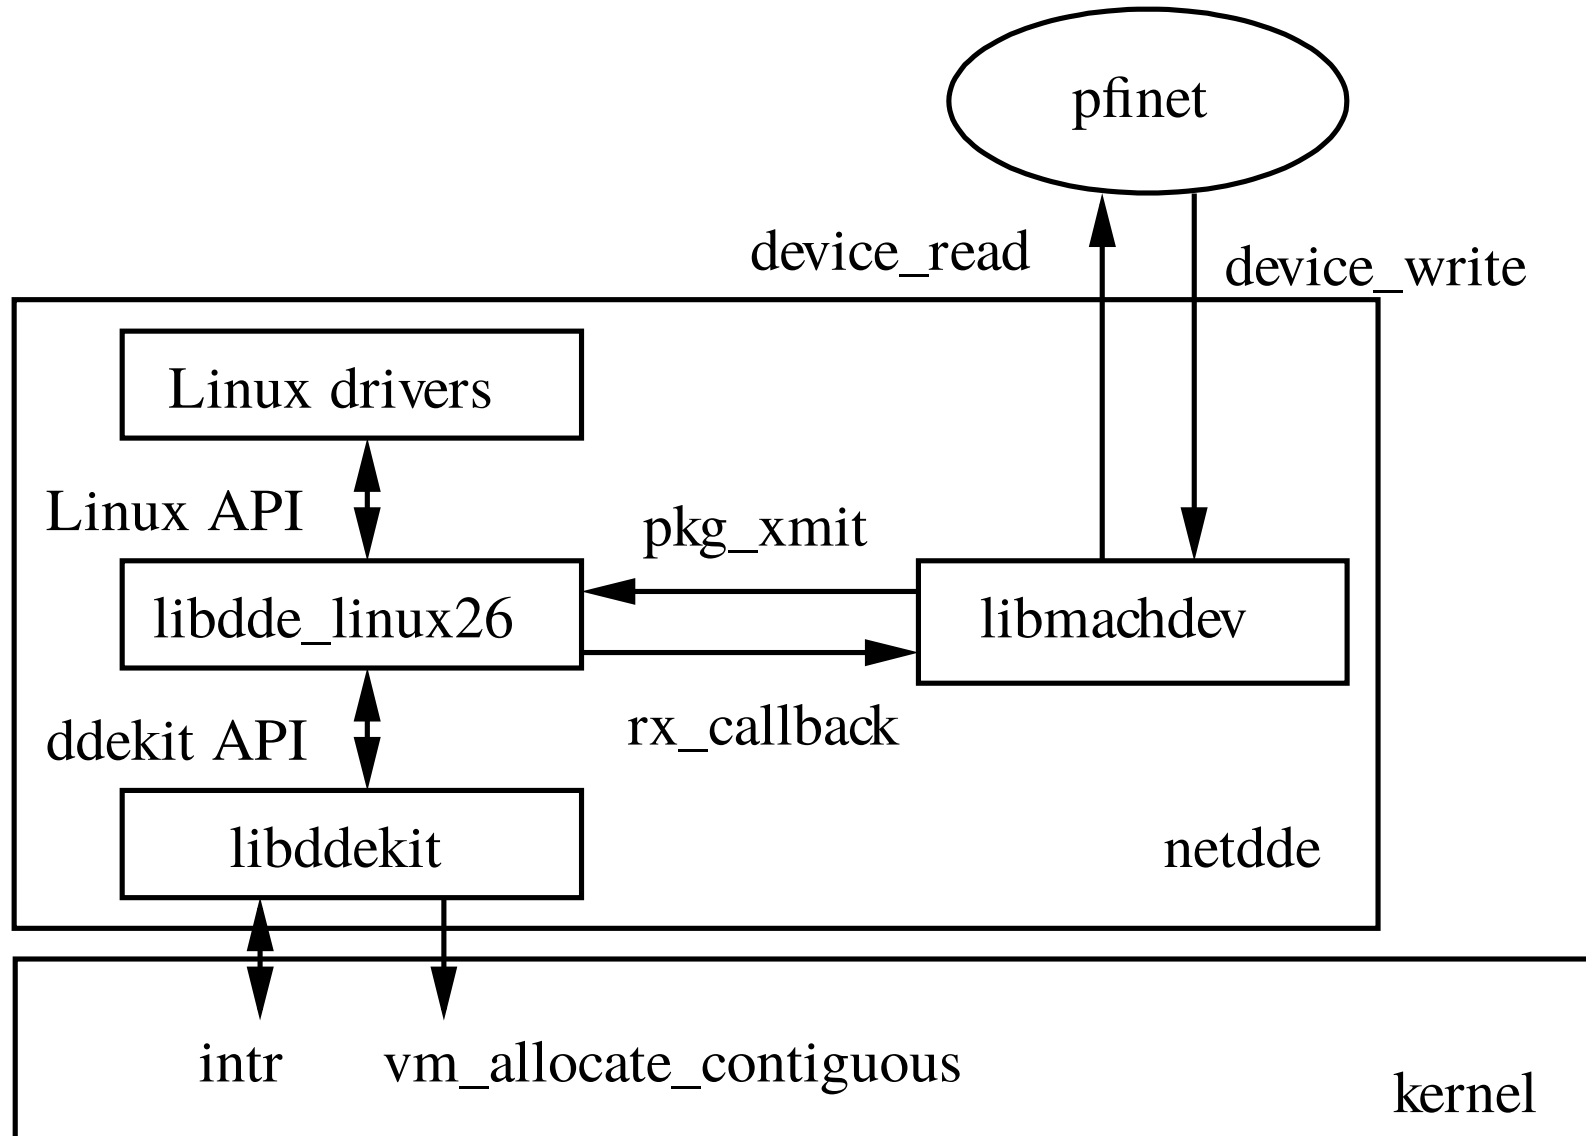 pfinet
device_read
device_write
Linux drivers
Linux API
pkg_xmit
libdde_linux26
libmachdev
rx_callback
ddekit API
libddekit
netdde
intr
vm_allocate_contiguous
kernel